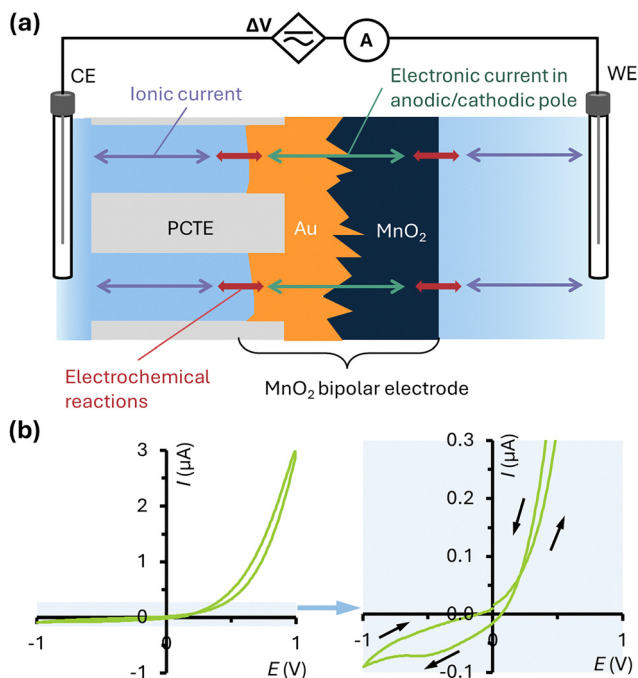 (a)
ΔV
A
CE
WE
Ionic current
Electronic current in
anodic/cathodic pole
PCTE
Au
MnO₂
Electrochemical
reactions
MnO₂ bipolar electrode
(b)
3
I (μA)
2
1
0
-1
0
1
-1
E (V)
0.3
I (μA)
0.2
0.1
0.0
-1
0
1
-0.1
E (V)